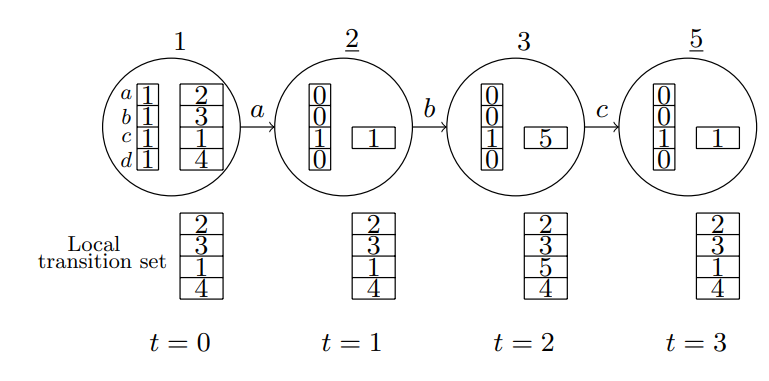 1 2 3 5
a 1 2 0 0 0
b 1 3 a 0 b 0 c 0
c 1 1 1 1 1 5 1 1
d 1 4 0 0 0
2 2 2 2
Local 3 3 3 3
transition set 1 1 5 1
4 4 4 4
t = 0 t = 1 t = 2 t = 3